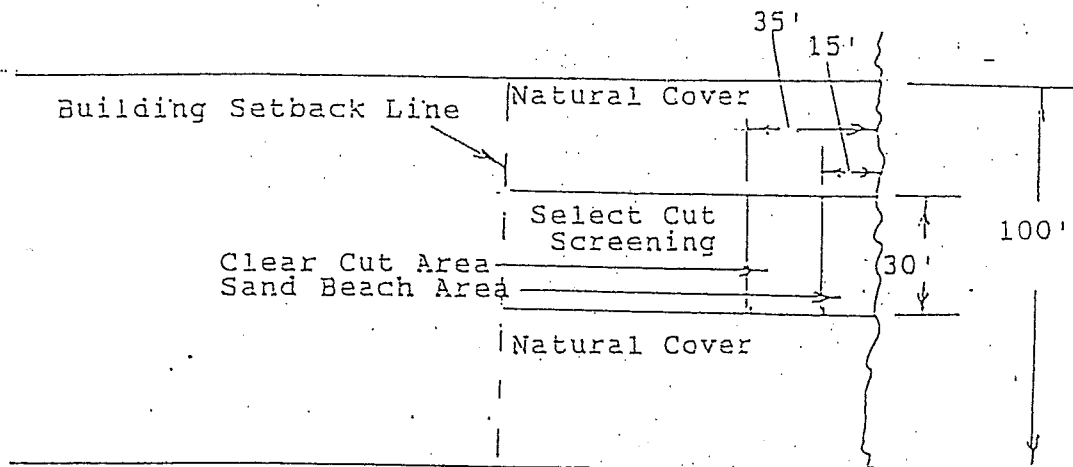 35'
15'
Natural Cover
Building Setback Line
Select Cut
Screening
100'
Clear Cut Area
30'
Sand Beach Area
Natural Cover